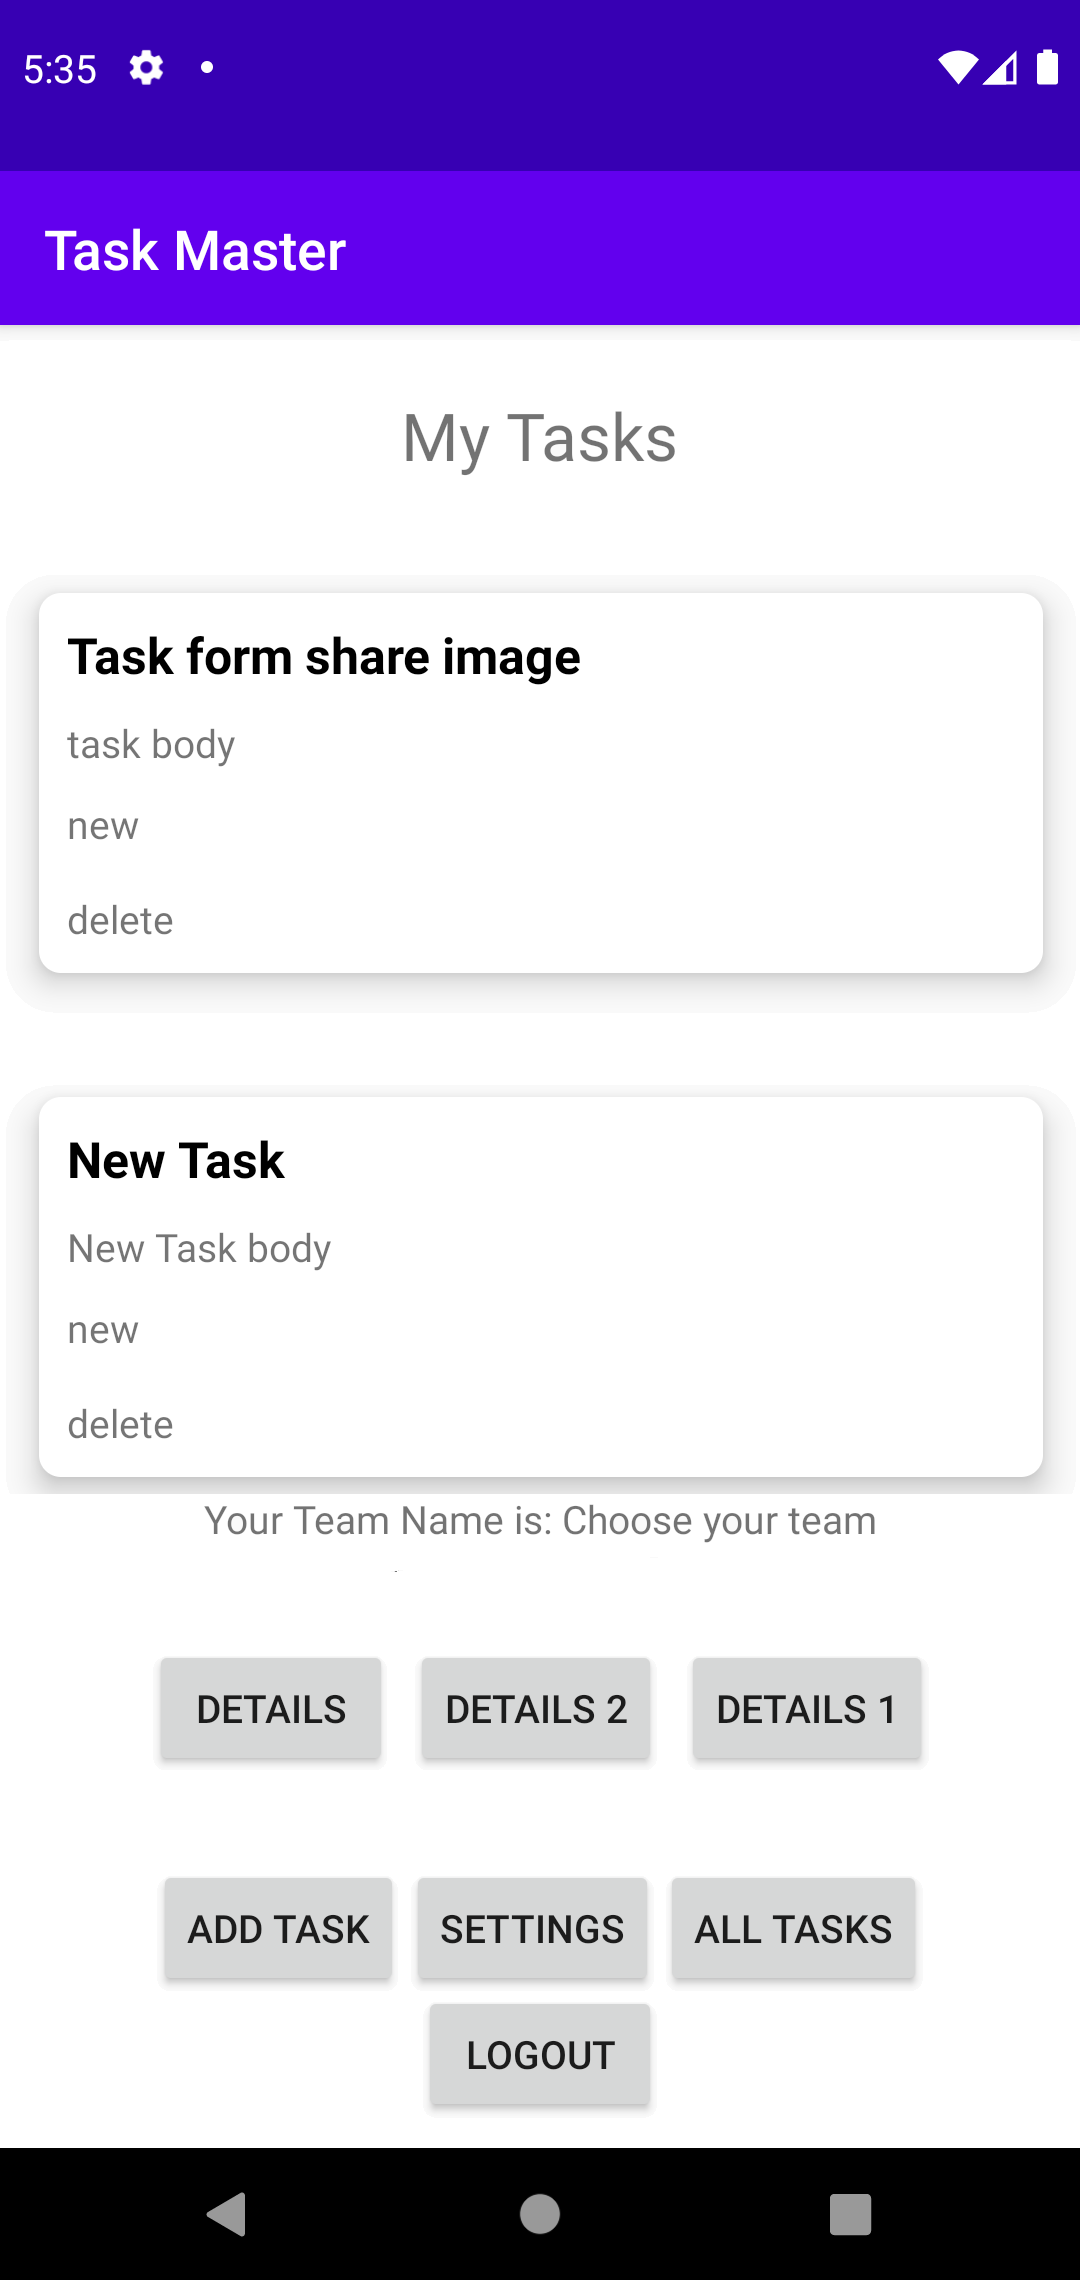 5:35
Task Master
My Tasks
Task form share image
task body
new
delete
New Task
New Task body
new
delete
Your Team Name is: Choose your team
DETAILS DETAILS 2 DETAILS 1
ADD TASK SETTINGS ALL TASKS
LOGOUT